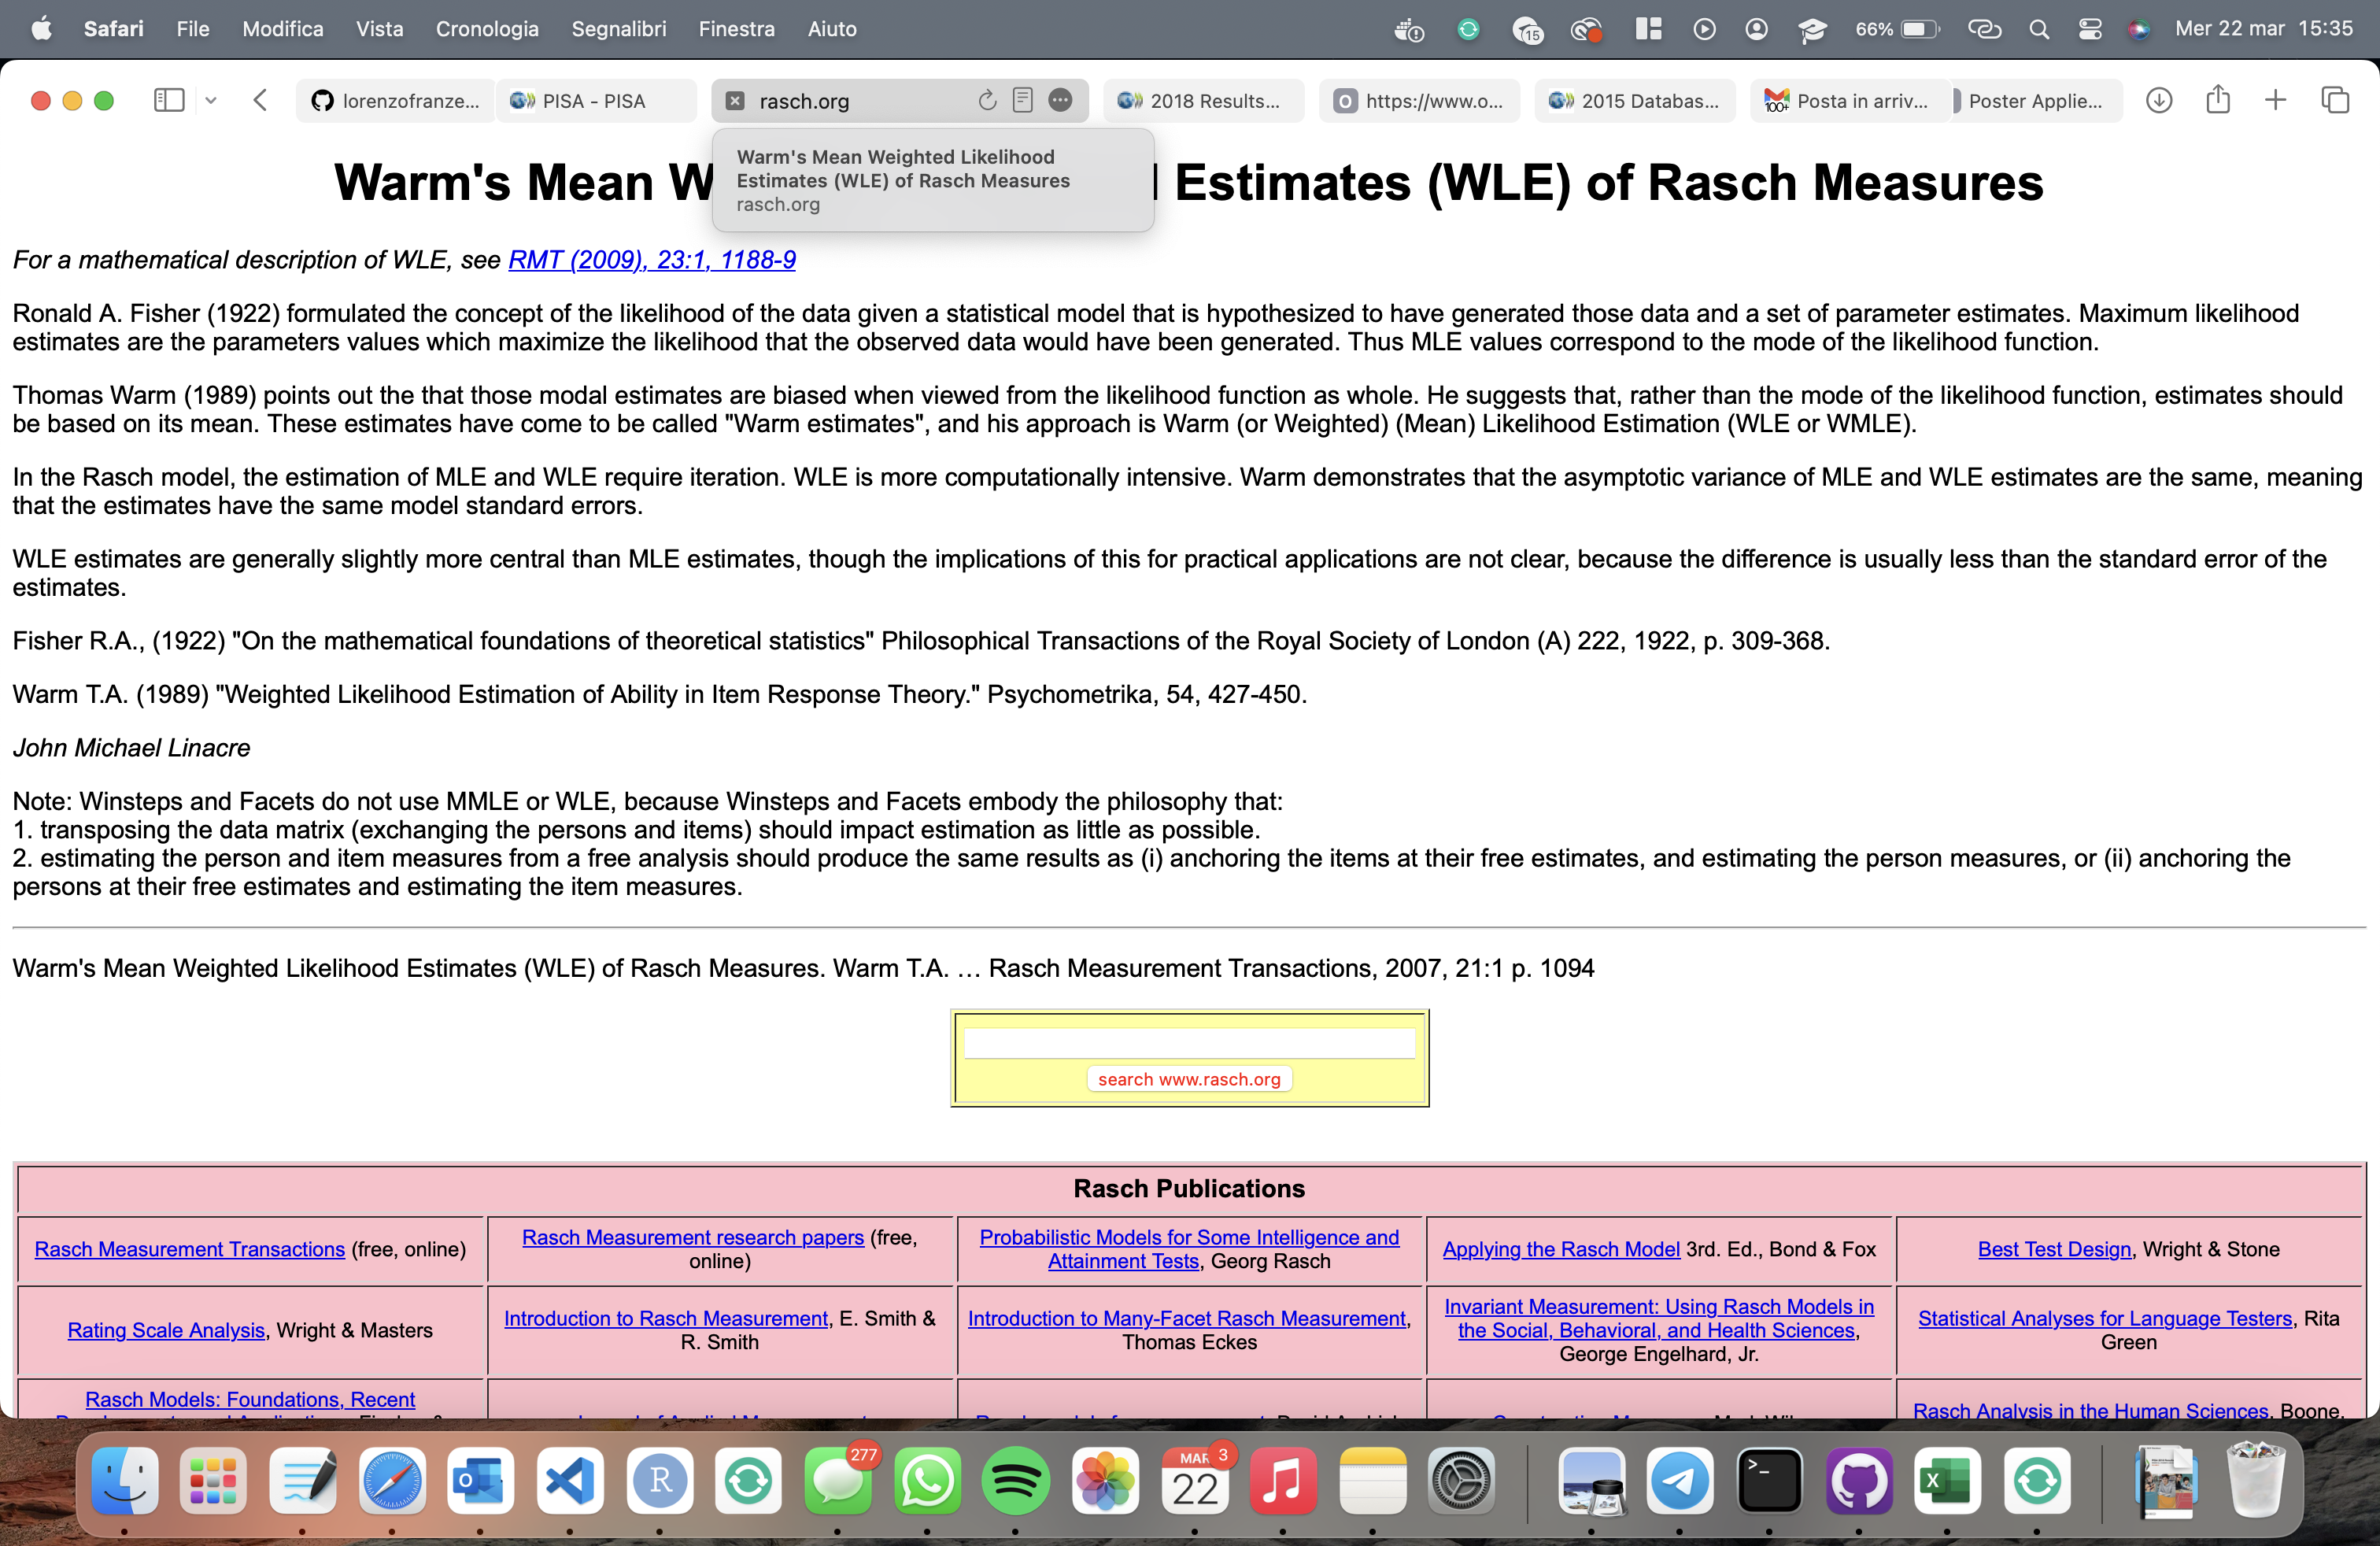 Safari File Modifica Vista Cronologia Segnalibri Finestra Aiuto 15 66% Mer 22 mar 15:35
lorenzofranze... PISA - PISA rasch.org 2018 Results... O https://www.o... 2015 Databas... 100+ Posta in arriv... Poster Applie...
Warm's Mean Weighted Likelihood
Estimates (WLE) of Rasch Measures
rasch.org
Warm's Mean W Estimates (WLE) of Rasch Measures
For a mathematical description of WLE, see RMT (2009), 23:1, 1188-9
Ronald A. Fisher (1922) formulated the concept of the likelihood of the data given a statistical model that is hypothesized to have generated those data and a set of parameter estimates. Maximum likelihood
estimates are the parameters values which maximize the likelihood that the observed data would have been generated. Thus MLE values correspond to the mode of the likelihood function.
Thomas Warm (1989) points out the that those modal estimates are biased when viewed from the likelihood function as whole. He suggests that, rather than the mode of the likelihood function, estimates should
be based on its mean. These estimates have come to be called "Warm estimates", and his approach is Warm (or Weighted) (Mean) Likelihood Estimation (WLE or WMLE).
In the Rasch model, the estimation of MLE and WLE require iteration. WLE is more computationally intensive. Warm demonstrates that the asymptotic variance of MLE and WLE estimates are the same, meaning
that the estimates have the same model standard errors.
WLE estimates are generally slightly more central than MLE estimates, though the implications of this for practical applications are not clear, because the difference is usually less than the standard error of the
estimates.
Fisher R.A., (1922) "On the mathematical foundations of theoretical statistics" Philosophical Transactions of the Royal Society of London (A) 222, 1922, p. 309-368.
Warm T.A. (1989) "Weighted Likelihood Estimation of Ability in Item Response Theory." Psychometrika, 54, 427-450.
John Michael Linacre
Note: Winsteps and Facets do not use MMLE or WLE, because Winsteps and Facets embody the philosophy that:
1. transposing the data matrix (exchanging the persons and items) should impact estimation as little as possible.
2. estimating the person and item measures from a free analysis should produce the same results as (i) anchoring the items at their free estimates, and estimating the person measures, or (ii) anchoring the
persons at their free estimates and estimating the item measures.
Warm's Mean Weighted Likelihood Estimates (WLE) of Rasch Measures. Warm T.A. … Rasch Measurement Transactions, 2007, 21:1 p. 1094
search www.rasch.org
Rasch Publications
Rasch Measurement Transactions (free, online)
Rasch Measurement research papers (free,
online)
Probabilistic Models for Some Intelligence and
Attainment Tests, Georg Rasch
Applying the Rasch Model 3rd. Ed., Bond & Fox
Best Test Design, Wright & Stone
Rating Scale Analysis, Wright & Masters
Introduction to Rasch Measurement, E. Smith &
R. Smith
Introduction to Many-Facet Rasch Measurement,
Thomas Eckes
Invariant Measurement: Using Rasch Models in
the Social, Behavioral, and Health Sciences,
George Engelhard, Jr.
Statistical Analyses for Language Testers, Rita
Green
Rasch Models: Foundations, Recent
Rasch Analysis in the Human Sciences, Boone,
277 MAR 3
22